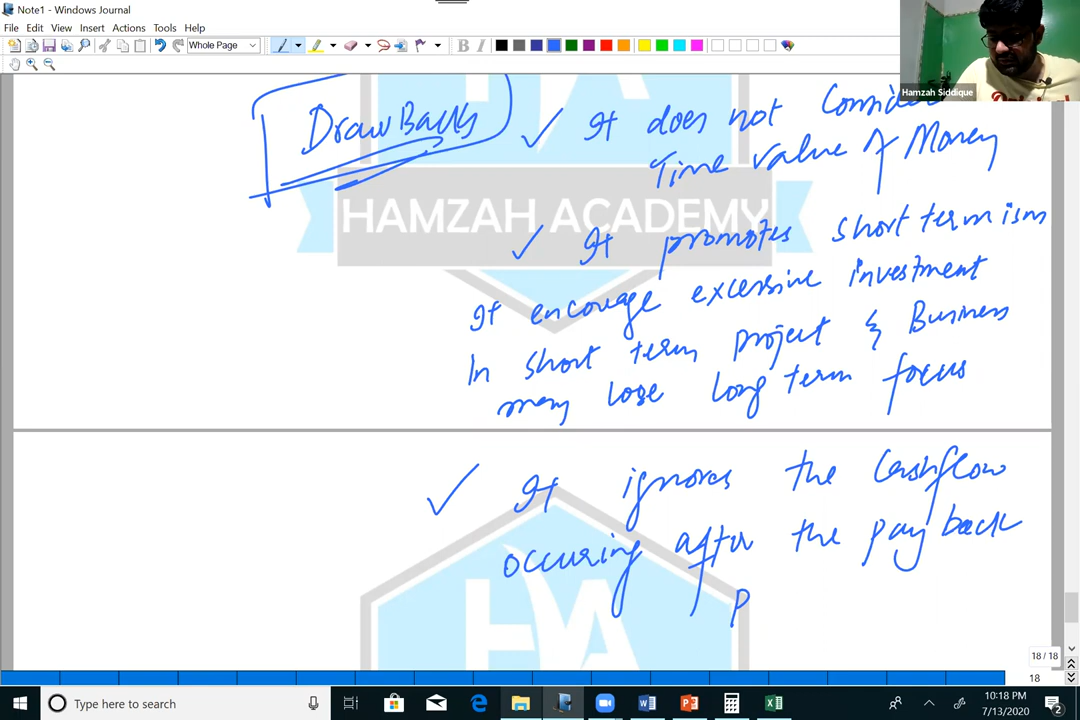 Note1 - Windows Journal
File Edit View Insert Actions Tools Help
Whole Page
B I
Hamzah Siddique
DrawBacks
It does not Consider
Time Value of Money
HAMZAH ACADEMY
It promotes short termism
It encourage excessive investment
In short term project & Business
may lose long term focus
It ignores the Cashflow
occuring after the pay back
P
18 / 18
18
Type here to search
10:18 PM
7/13/2020
2